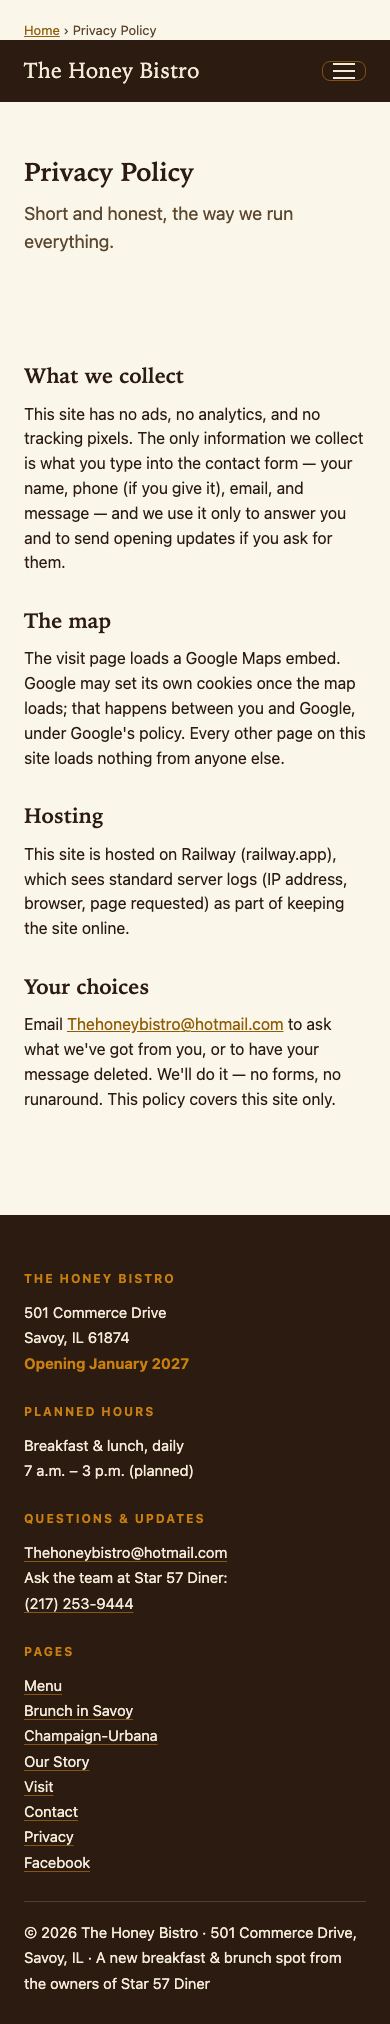 Home › Privacy Policy
The Honey Bistro
Privacy Policy
Short and honest, the way we run
everything.
What we collect
This site has no ads, no analytics, and no
tracking pixels. The only information we collect
is what you type into the contact form — your
name, phone (if you give it), email, and
message — and we use it only to answer you
and to send opening updates if you ask for
them.
The map
The visit page loads a Google Maps embed.
Google may set its own cookies once the map
loads; that happens between you and Google,
under Google's policy. Every other page on this
site loads nothing from anyone else.
Hosting
This site is hosted on Railway (railway.app),
which sees standard server logs (IP address,
browser, page requested) as part of keeping
the site online.
Your choices
Email Thehoneybistro@hotmail.com to ask
what we've got from you, or to have your
message deleted. We'll do it — no forms, no
runaround. This policy covers this site only.
THE HONEY BISTRO
501 Commerce Drive
Savoy, IL 61874
Opening January 2027
PLANNED HOURS
Breakfast & lunch, daily
7 a.m. – 3 p.m. (planned)
QUESTIONS & UPDATES
Thehoneybistro@hotmail.com
Ask the team at Star 57 Diner:
(217) 253-9444
PAGES
Menu
Brunch in Savoy
Champaign-Urbana
Our Story
Visit
Contact
Privacy
Facebook
© 2026 The Honey Bistro · 501 Commerce Drive,
Savoy, IL · A new breakfast & brunch spot from
the owners of Star 57 Diner